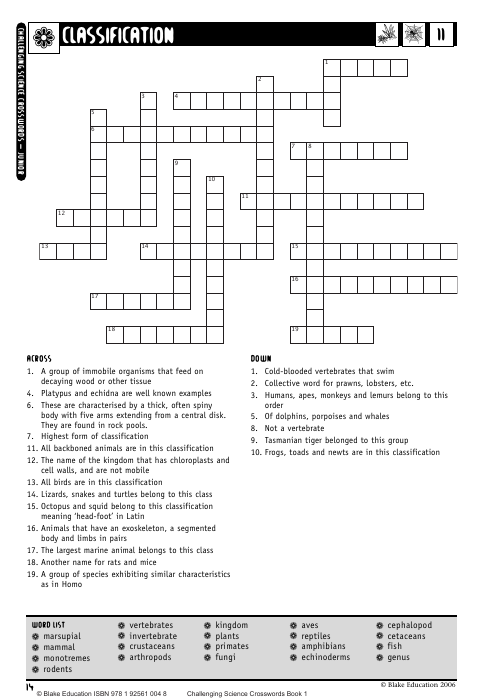 CLASSIFICATION
11
CHALLENGING SCIENCE CROSSWORDS – JUNIOR
1
2
3
4
5
6
7
8
9
10
11
12
13
14
15
16
17
18
19
ACROSS
1. A group of immobile organisms that feed on
decaying wood or other tissue
4. Platypus and echidna are well known examples
6. These are characterised by a thick, often spiny
body with five arms extending from a central disk.
They are found in rock pools.
7. Highest form of classification
11. All backboned animals are in this classification
12. The name of the kingdom that has chloroplasts and
cell walls, and are not mobile
13. All birds are in this classification
14. Lizards, snakes and turtles belong to this class
15. Octopus and squid belong to this classification
meaning 'head-foot' in Latin
16. Animals that have an exoskeleton, a segmented
body and limbs in pairs
17. The largest marine animal belongs to this class
18. Another name for rats and mice
19. A group of species exhibiting similar characteristics
as in Homo
DOWN
1. Cold-blooded vertebrates that swim
2. Collective word for prawns, lobsters, etc.
3. Humans, apes, monkeys and lemurs belong to this
order
5. Of dolphins, porpoises and whales
8. Not a vertebrate
9. Tasmanian tiger belonged to this group
10. Frogs, toads and newts are in this classification
WORD LIST
marsupial
mammal
monotremes
rodents
vertebrates
invertebrate
crustaceans
arthropods
kingdom
plants
primates
fungi
aves
reptiles
amphibians
echinoderms
cephalopod
cetaceans
fish
genus
14
© Blake Education 2006
© Blake Education ISBN 978 1 92561 004 8 Challenging Science Crosswords Book 1